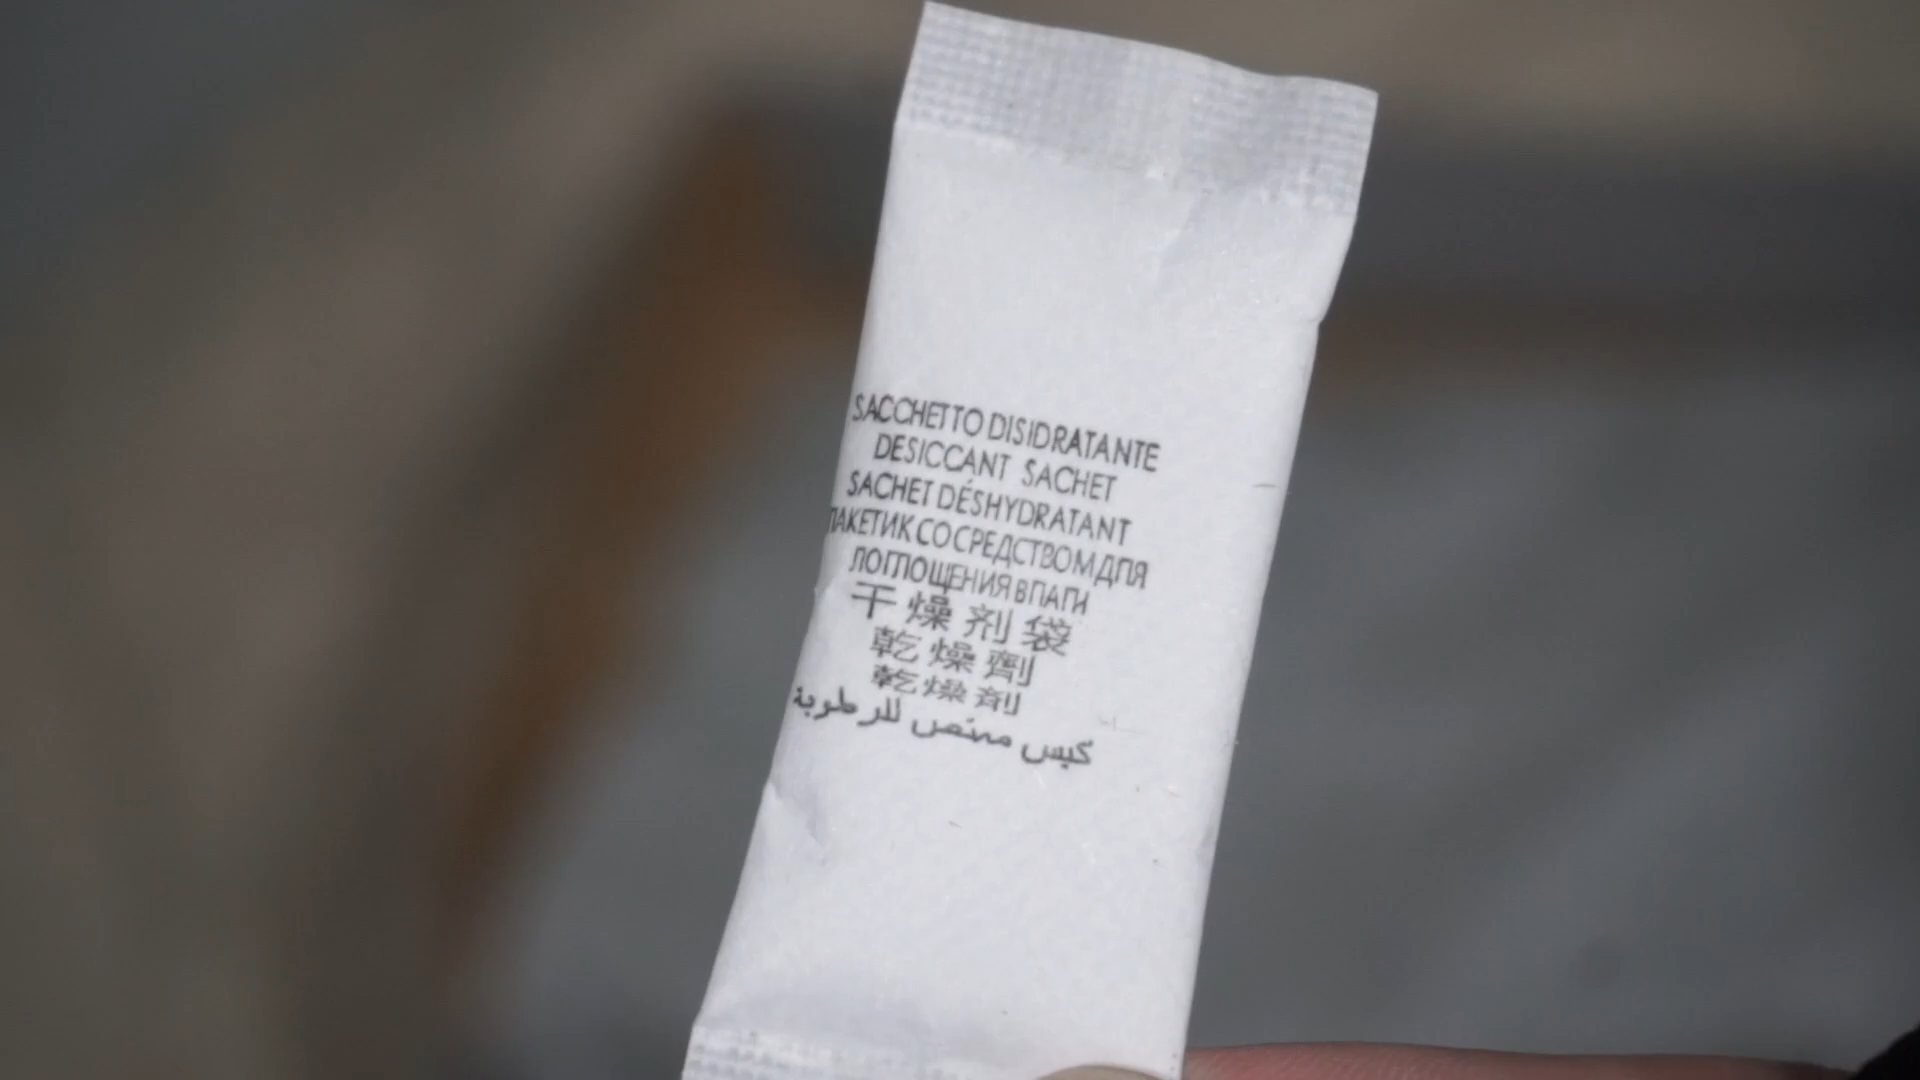 SACCHETTO DISIDRATANTE
DESICCANT SACHET
SACHET DÉSHYDRATANT
ПАКЕТИК СО СРЕДСТВОМ ДЛЯ
ПОГЛОЩЕНИЯ ВЛАГИ
干燥剂袋
乾燥劑
乾燥剤
كيس ممتص للرطوبة